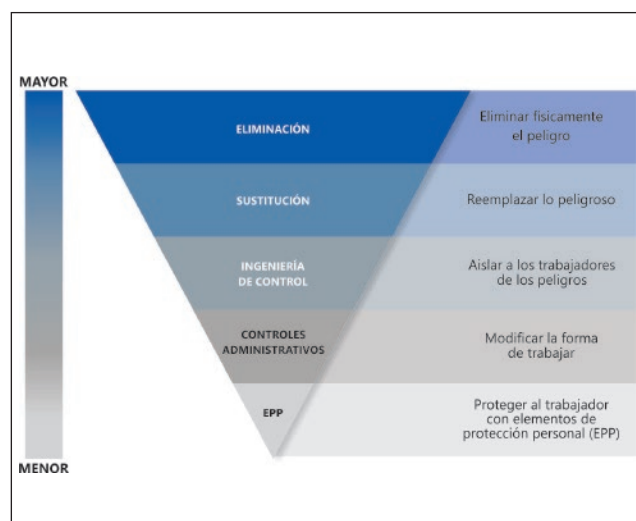 MAYOR
ELIMINACIÓN
Eliminar físicamente
el peligro
SUSTITUCIÓN
Reemplazar lo peligroso
INGENIERÍA
DE CONTROL
Aislar a los trabajadores
de los peligros
CONTROLES
ADMINISTRATIVOS
Modificar la forma
de trabajar
EPP
Proteger al trabajador
con elementos de
protección personal (EPP)
MENOR